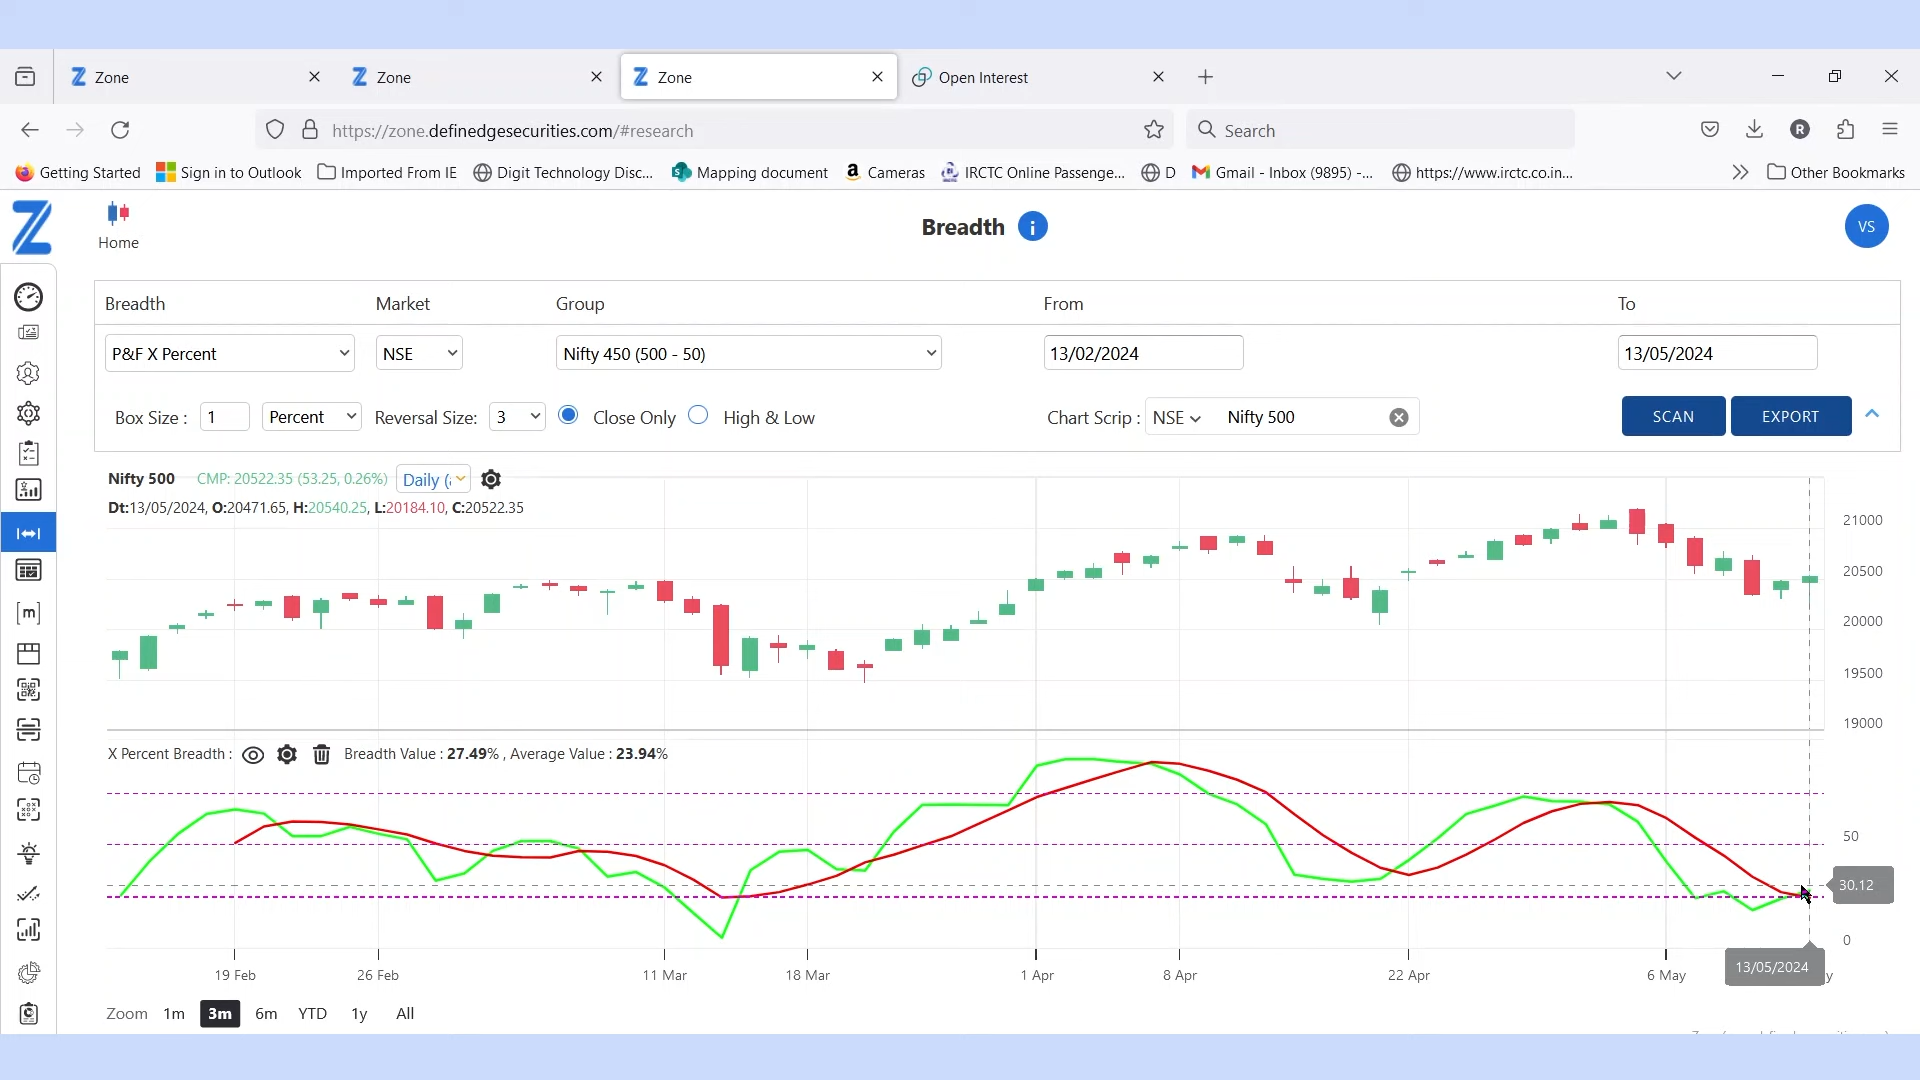 Zone
Zone
Zone
Open Interest
https://zone.definedgesecurities.com/#research
R
Search
Getting Started
Sign in to Outlook
Imported From IE
Digit Technology Disc...
Mapping document
Cameras
IRCTC Online Passenge...
D
Gmail - Inbox (9895) -...
https://www.irctc.co.in...
Other Bookmarks
Home
Breadth
VS
Breadth
Market
Group
From
To
P&F X Percent
NSE
Nifty 450 (500 - 50)
13/02/2024
13/05/2024
Box Size : 1 Percent
Reversal Size: 3
Close Only
High & Low
Chart Scrip : NSE Nifty 500
SCAN
EXPORT
Nifty 500 CMP: 20522.35 (53.25, 0.26%) Daily (
Dt:13/05/2024, O:20471.65, H:20540.25, L:20184.10, C:20522.35
21000
20500
20000
19500
19000
X Percent Breadth : Breadth Value : 27.49% , Average Value : 23.94%
50
30.12
0
19 Feb
26 Feb
11 Mar
18 Mar
1 Apr
8 Apr
22 Apr
6 May
13/05/2024
Zoom 1m 3m 6m YTD 1y All